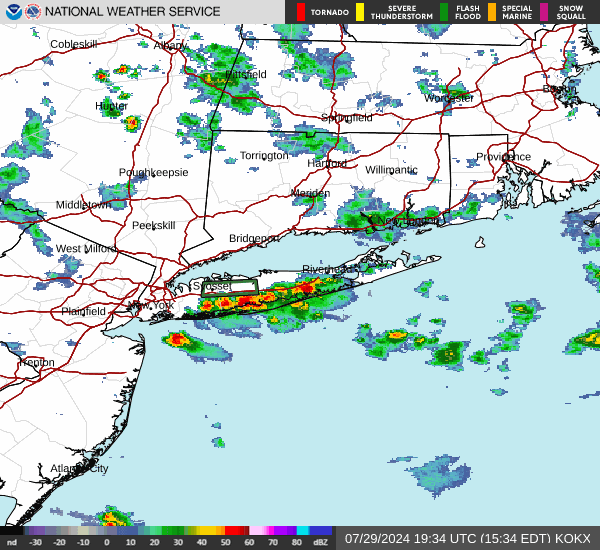 NATIONAL WEATHER SERVICE
TORNADO
SEVERE THUNDERSTORM
FLASH FLOOD
SPECIAL MARINE
SNOW SQUALL
Cobleskill
Albany
Pittsfield
Hunter
Worcester
Springfield
Torrington
Hartford
Willimantic
Providence
Poughkeepsie
Meriden
Middletown
Peekskill
New London
West Milford
Bridgeport
Riverhead
Syosset
New York
Plainfield
Trenton
Atlantic City
nd -30 -20 -10 0 10 20 30 40 50 60 70 80 dBZ
07/29/2024 19:34 UTC (15:34 EDT) KOKX